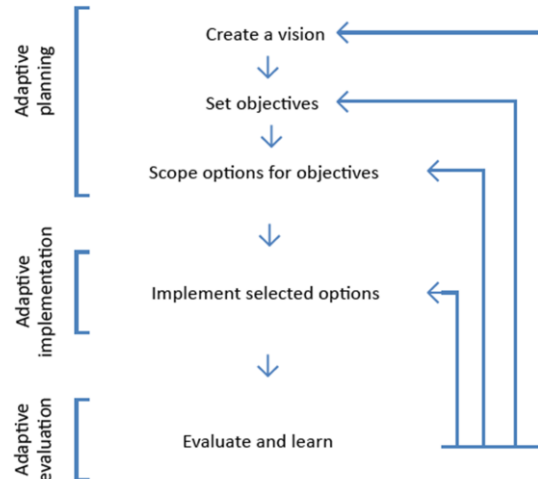 Adaptive
planning
Create a vision
Set objectives
Scope options for objectives
Adaptive
implementation
Implement selected options
Adaptive
evaluation
Evaluate and learn